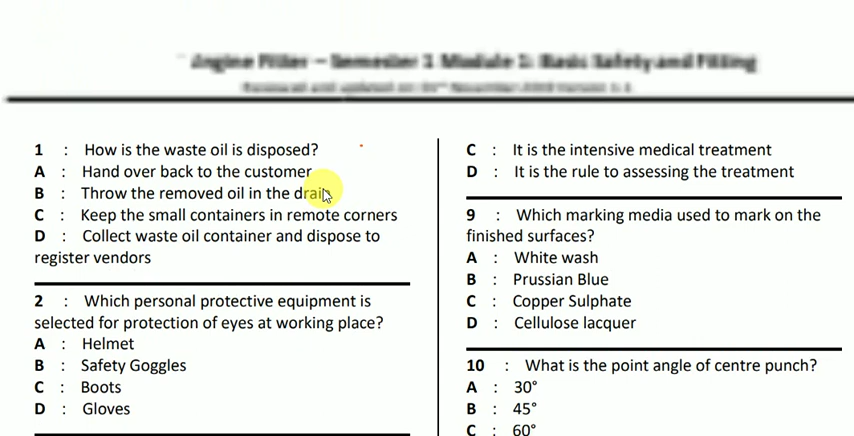 1 : How is the waste oil is disposed?
A : Hand over back to the customer
B : Throw the removed oil in the drain
C : Keep the small containers in remote corners
D : Collect waste oil container and dispose to
register vendors
2 : Which personal protective equipment is
selected for protection of eyes at working place?
A : Helmet
B : Safety Goggles
C : Boots
D : Gloves
C : It is the intensive medical treatment
D : It is the rule to assessing the treatment
9 : Which marking media used to mark on the
finished surfaces?
A : White wash
B : Prussian Blue
C : Copper Sulphate
D : Cellulose lacquer
10 : What is the point angle of centre punch?
A : 30°
B : 45°
C : 60°